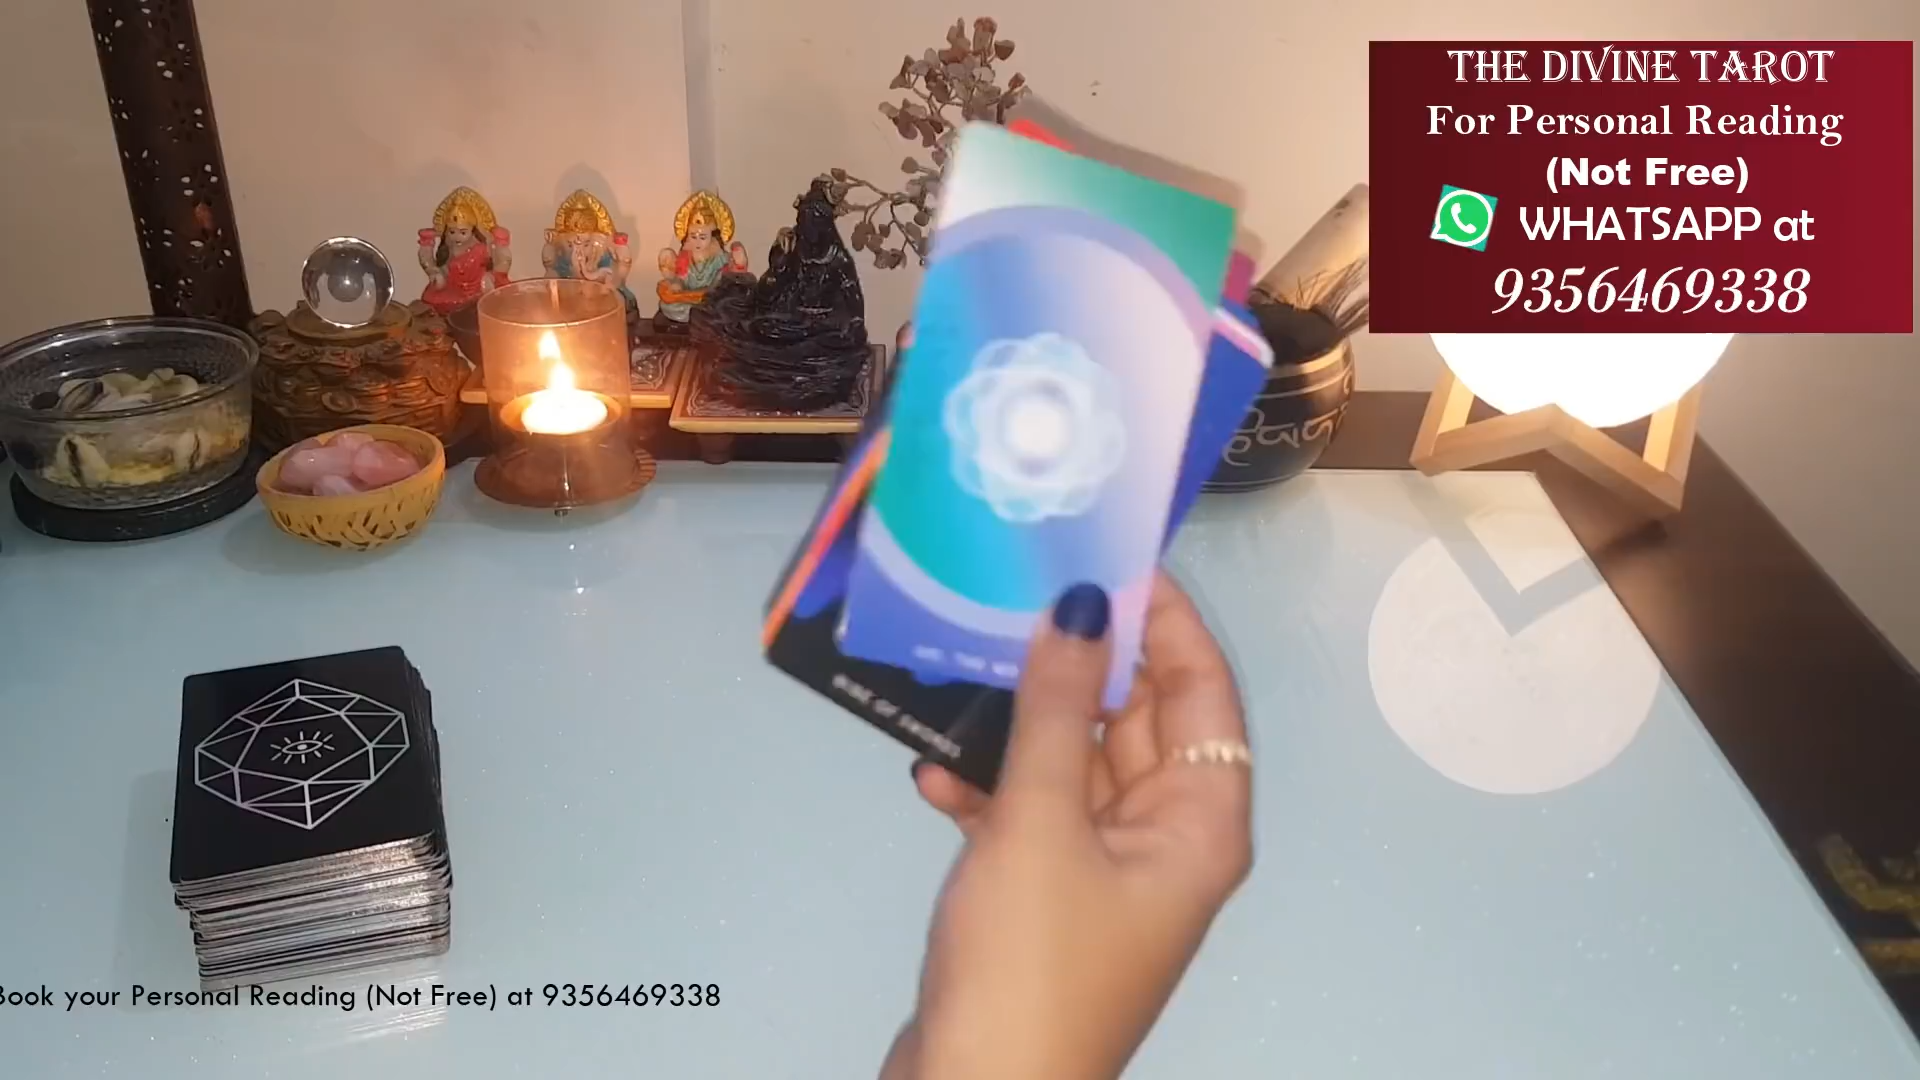 THE DIVINE TAROT
For Personal Reading
(Not Free)
WHATSAPP at
9356469338
OF
Book your Personal Reading (Not Free) at 9356469338